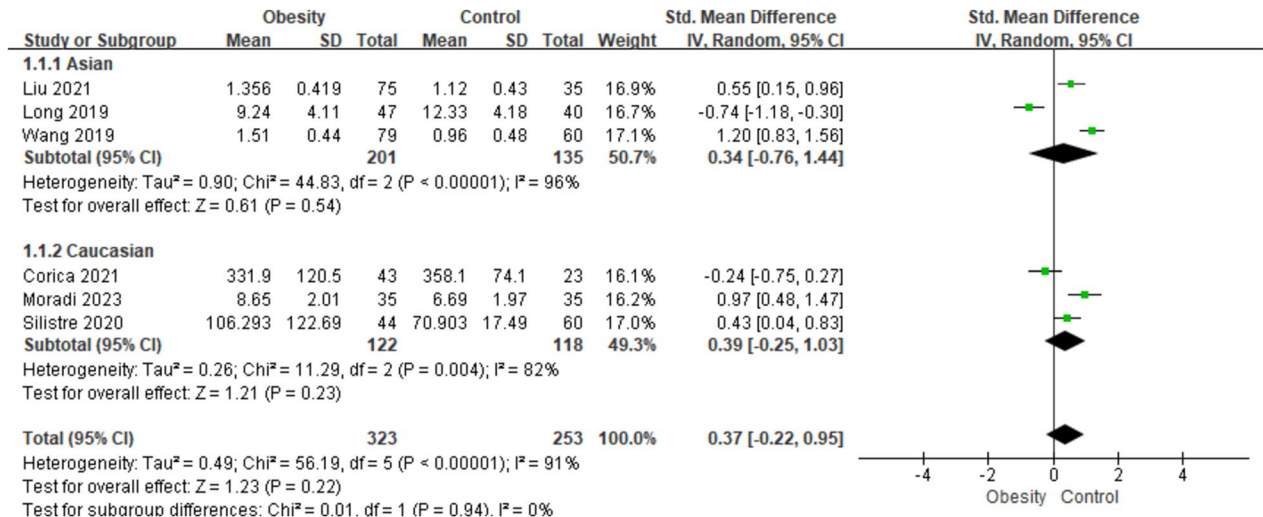 Obesity Control Std. Mean Difference Std. Mean Difference
Study or Subgroup Mean SD Total Mean SD Total Weight IV, Random, 95% CI IV, Random, 95% CI
1.1.1 Asian
Liu 2021 1.356 0.419 75 1.12 0.43 35 16.9% 0.55 [0.15, 0.96]
Long 2019 9.24 4.11 47 12.33 4.18 40 16.7% -0.74 [-1.18, -0.30]
Wang 2019 1.51 0.44 79 0.96 0.48 60 17.1% 1.20 [0.83, 1.56]
Subtotal (95% CI) 201 135 50.7% 0.34 [-0.76, 1.44]
Heterogeneity: Tau² = 0.90; Chi² = 44.83, df = 2 (P < 0.00001); I² = 96%
Test for overall effect: Z = 0.61 (P = 0.54)
1.1.2 Caucasian
Corica 2021 331.9 120.5 43 358.1 74.1 23 16.1% -0.24 [-0.75, 0.27]
Moradi 2023 8.65 2.01 35 6.69 1.97 35 16.2% 0.97 [0.48, 1.47]
Silistre 2020 106.293 122.69 44 70.903 17.49 60 17.0% 0.43 [0.04, 0.83]
Subtotal (95% CI) 122 118 49.3% 0.39 [-0.25, 1.03]
Heterogeneity: Tau² = 0.26; Chi² = 11.29, df = 2 (P = 0.004); I² = 82%
Test for overall effect: Z = 1.21 (P = 0.23)
Total (95% CI) 323 253 100.0% 0.37 [-0.22, 0.95]
Heterogeneity: Tau² = 0.49; Chi² = 56.19, df = 5 (P < 0.00001); I² = 91%
Test for overall effect: Z = 1.23 (P = 0.22)
Test for subgroup differences: Chi² = 0.01, df = 1 (P = 0.94), I² = 0%
-4 -2 0 2 4
Obesity Control